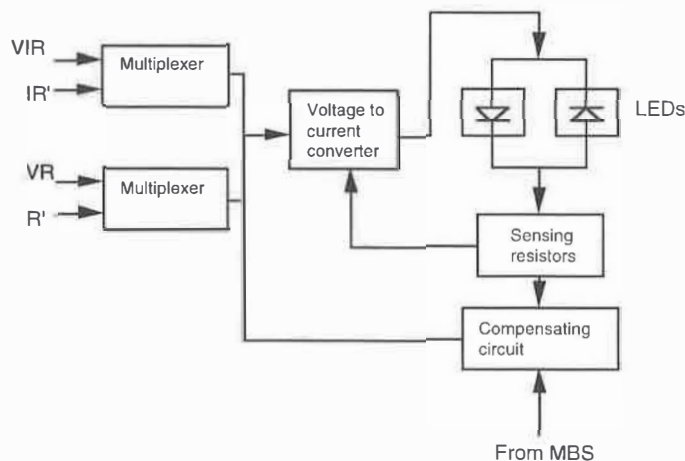 VIR
IR'
Multiplexer
VR
R'
Multiplexer
Voltage to
current
converter
LEDs
Sensing
resistors
Compensating
circuit
From MBS